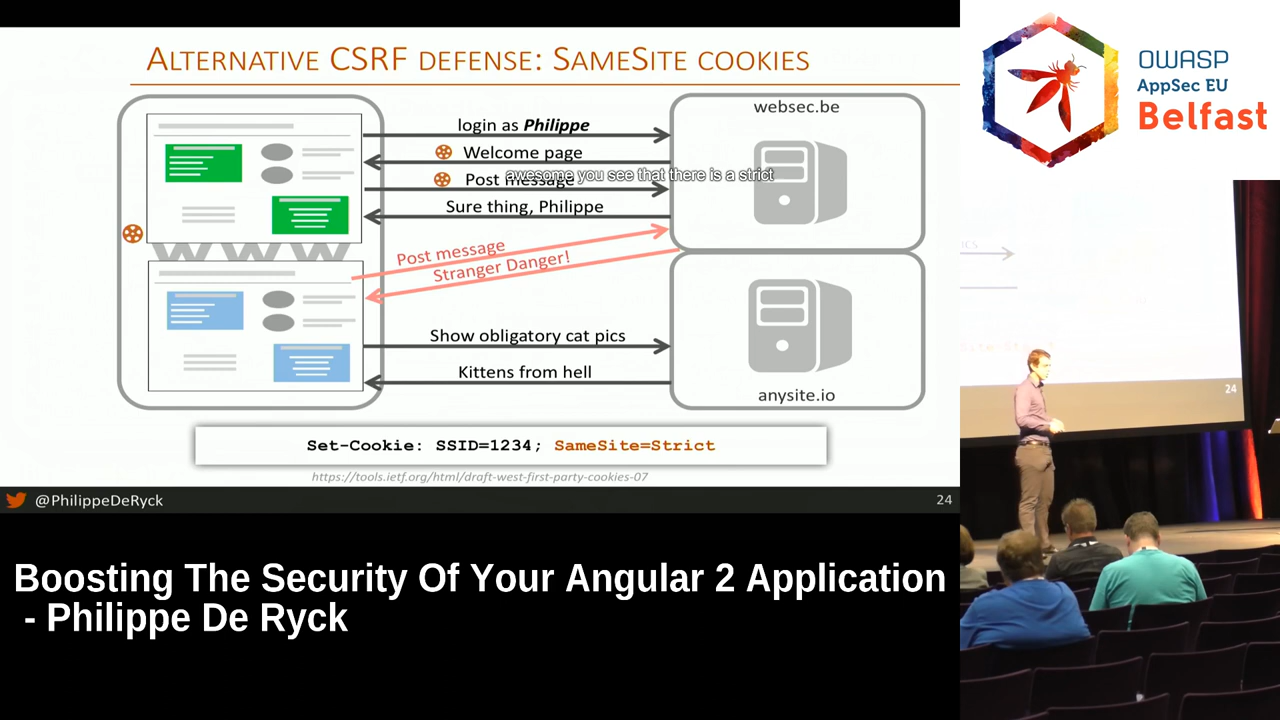 ALTERNATIVE CSRF DEFENSE: SAMESITE COOKIES
websec.be
login as Philippe
Welcome page
Post message
awesome you see that there is a strict
Sure thing, Philippe
Post message
Stranger Danger!
Show obligatory cat pics
Kittens from hell
anysite.io
Set-Cookie: SSID=1234; SameSite=Strict
https://tools.ietf.org/html/draft-west-first-party-cookies-07
@PhilippeDeRyck
24
OWASP
AppSec EU
Belfast
24
Boosting The Security Of Your Angular 2 Application
- Philippe De Ryck